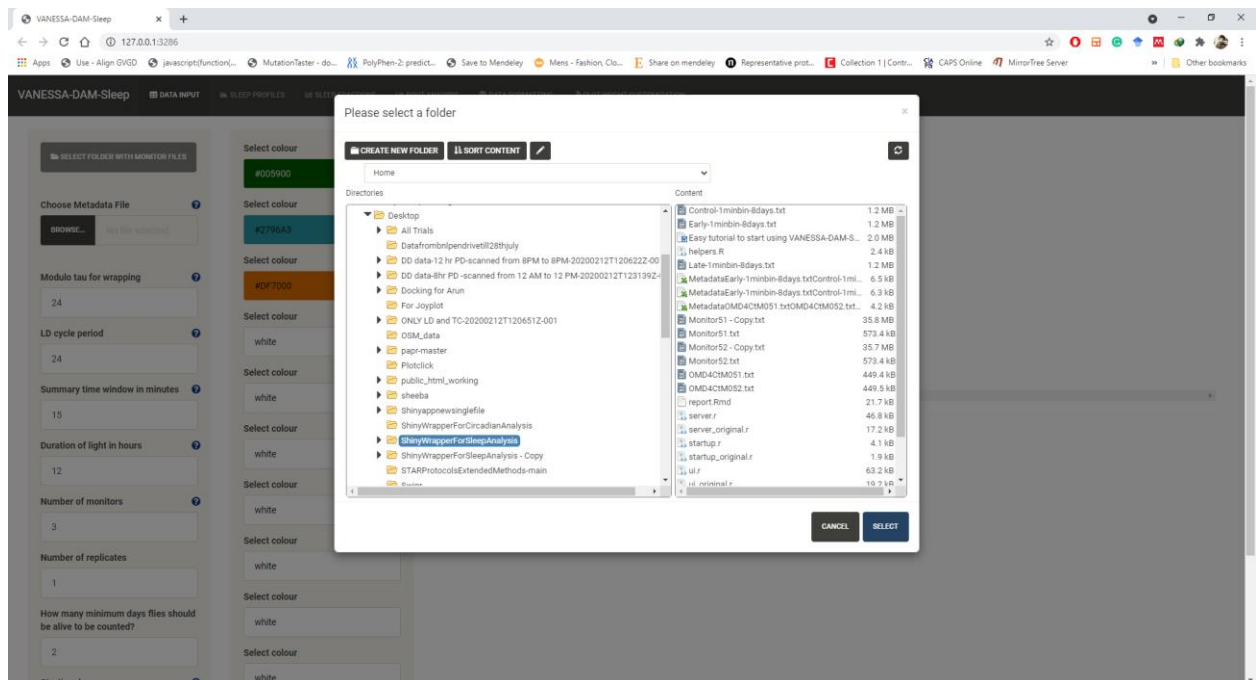 VANESSA-DAM-Sleep
127.0.0.1:3286
Apps Use - Align GVGD javascript:(function(... MutationTaster - do... PolyPhen-2: predict... Save to Mendeley Mens - Fashion, Clo... Share on mendeley Representative prot... Collection 1 | Contr... CAPS Online MirrorTree Server Other bookmarks
VANESSA-DAM-Sleep DATA INPUT SLEEP PROFILES
SELECT FOLDER WITH MONITOR FILES
Choose Metadata File
BROWSE... No file selected
Modulo tau for wrapping
24
LD cycle period
24
Summary time window in minutes
15
Duration of light in hours
12
Number of monitors
3
Number of replicates
1
How many minimum days flies should
be alive to be counted?
2
Select colour
#005900
Select colour
#2796A3
Select colour
#DF7000
Select colour
white
Select colour
white
Select colour
white
Select colour
white
Select colour
white
Select colour
white
Select colour
white
Please select a folder
CREATE NEW FOLDER SORT CONTENT
Home
Directories
Desktop
All Trials
Datafrombnlpendrivetill28thjuly
DD data-12 hr PD-scanned from 8PM to 8PM-20200212T120622Z-00
DD data-8hr PD -scanned from 12 AM to 12 PM-20200212T123139Z-
Docking for Arun
For Joyplot
ONLY LD and TC-20200212T120651Z-001
OSM_data
papr-master
Plotclick
public_html_working
sheeba
Shinyappnewsinglefile
ShinyWrapperForCircadianAnalysis
ShinyWrapperForSleepAnalysis
ShinyWrapperForSleepAnalysis - Copy
STARProtocolsExtendedMethods-main
Content
Control-1minbin-8days.txt 1.2 MB
Early-1minbin-8days.txt 1.2 MB
Easy tutorial to start using VANESSA-DAM-S... 2.0 MB
helpers.R 2.4 kB
Late-1minbin-8days.txt 1.2 MB
MetadataEarly-1minbin-8days.txtControl-1mi... 6.5 kB
MetadataEarly-1minbin-8days.txtControl-1mi... 6.3 kB
MetadataOMD4CtM051.txtOMD4CtM052.txt... 4.2 kB
Monitor51 - Copy.txt 35.8 MB
Monitor51.txt 573.4 kB
Monitor52 - Copy.txt 35.7 MB
Monitor52.txt 573.4 kB
OMD4CtM051.txt 449.4 kB
OMD4CtM052.txt 449.5 kB
report.Rmd 21.7 kB
server.r 46.8 kB
server_original.r 17.2 kB
startup.r 4.1 kB
startup_original.r 1.9 kB
ui.r 63.2 kB
ui_original.r 19.2 kB
CANCEL SELECT